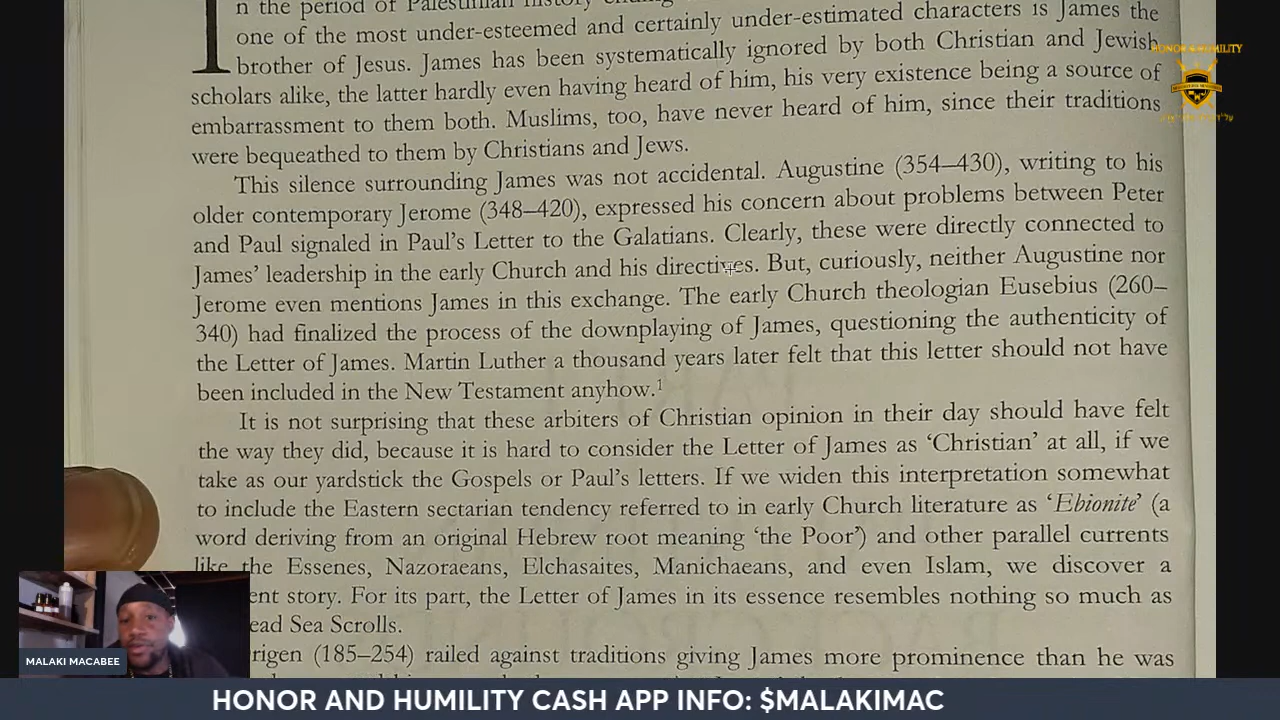 In the period of Palestinian history ending
one of the most under-esteemed and certainly under-estimated characters is James the
brother of Jesus. James has been systematically ignored by both Christian and Jewish
scholars alike, the latter hardly even having heard of him, his very existence being a source of
embarrassment to them both. Muslims, too, have never heard of him, since their traditions
were bequeathed to them by Christians and Jews.
This silence surrounding James was not accidental. Augustine (354–430), writing to his
older contemporary Jerome (348–420), expressed his concern about problems between Peter
and Paul signaled in Paul's Letter to the Galatians. Clearly, these were directly connected to
James' leadership in the early Church and his directives. But, curiously, neither Augustine nor
Jerome even mentions James in this exchange. The early Church theologian Eusebius (260–
340) had finalized the process of the downplaying of James, questioning the authenticity of
the Letter of James. Martin Luther a thousand years later felt that this letter should not have
been included in the New Testament anyhow.¹
It is not surprising that these arbiters of Christian opinion in their day should have felt
the way they did, because it is hard to consider the Letter of James as 'Christian' at all, if we
take as our yardstick the Gospels or Paul's letters. If we widen this interpretation somewhat
to include the Eastern sectarian tendency referred to in early Church literature as 'Ebionite' (a
word deriving from an original Hebrew root meaning 'the Poor') and other parallel currents
like the Essenes, Nazoraeans, Elchasaites, Manichaeans, and even Islam, we discover a
ent story. For its part, the Letter of James in its essence resembles nothing so much as
ead Sea Scrolls.
rigen (185–254) railed against traditions giving James more prominence than he was
HONOR & HUMILITY
MALAKI MACABEE
HONOR AND HUMILITY CASH APP INFO: $MALAKIMAC